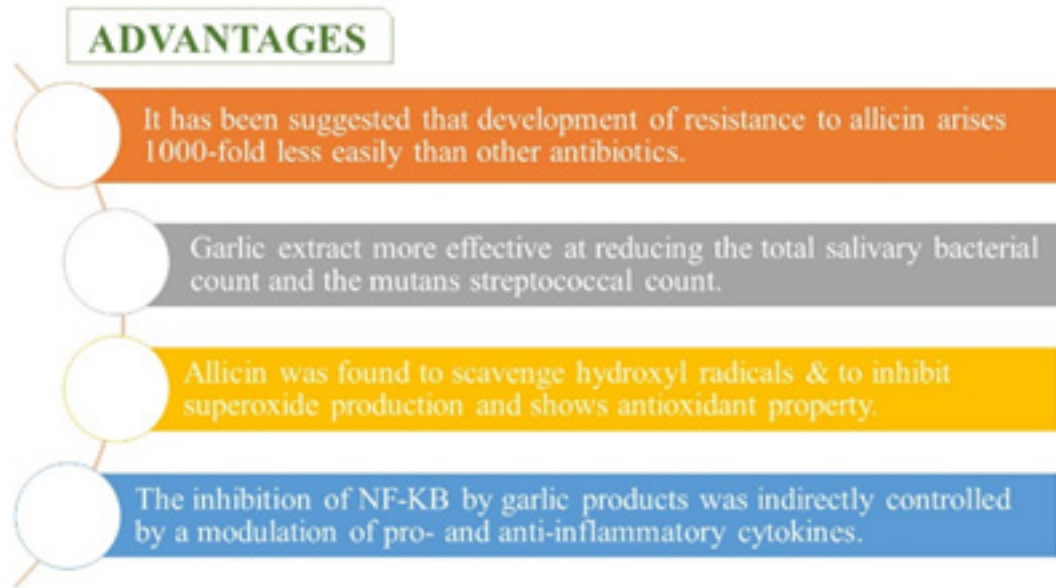 ADVANTAGES
It has been suggested that development of resistance to allicin arises
1000-fold less easily than other antibiotics.
Garlic extract more effective at reducing the total salivary bacterial
count and the mutans streptococcal count.
Allicin was found to scavenge hydroxyl radicals & to inhibit
superoxide production and shows antioxidant property.
The inhibition of NF-KB by garlic products was indirectly controlled
by a modulation of pro- and anti-inflammatory cytokines.